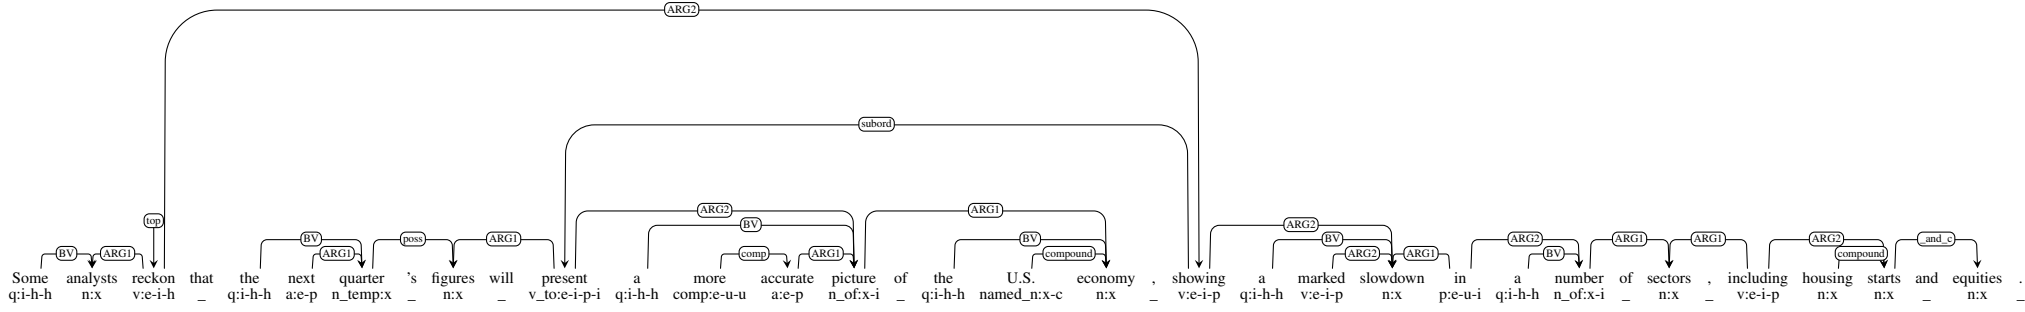 ARG2
subord
top
ARG2 ARG1
BV ARG2
BV poss ARG1 BV BV ARG2 ARG2 _and_c
BV ARG1 ARG1 comp ARG1 compound ARG2 ARG1 BV ARG1 ARG1 compound
Some analysts reckon that the next quarter 's figures will present a more accurate picture of the U.S. economy , showing a marked slowdown in a number of sectors , including housing starts and equities .
q:i-h-h n:x v:e-i-h _ q:i-h-h a:e-p n_temp:x _ n:x _ v_to:e-i-p-i q:i-h-h comp:e-u-u a:e-p n_of:x-i _ q:i-h-h named_n:x-c n:x _ v:e-i-p q:i-h-h v:e-i-p n:x p:e-u-i q:i-h-h n_of:x-i _ n:x _ v:e-i-p n:x n:x _ n:x _